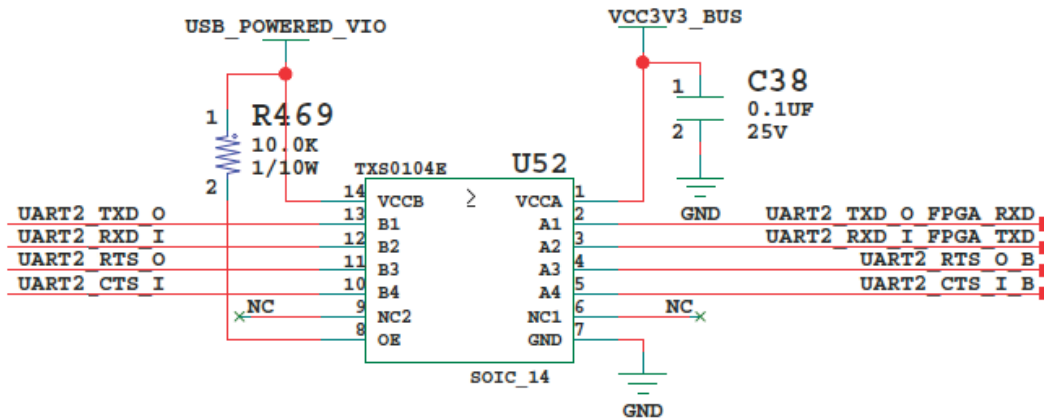 USB_POWERED_VIO
VCC3V3_BUS
1
R469
10.0K
1/10W
2
1
C38
0.1UF
25V
2
GND
TXS0104E
U52
14 VCCB ≥ VCCA 1
UART2_TXD_O 13 B1 A1 2 UART2_TXD_O_FPGA_RXD
UART2_RXD_I 12 B2 A2 3 UART2_RXD_I_FPGA_TXD
UART2_RTS_O 11 B3 A3 4 UART2_RTS_O_B
UART2_CTS_I 10 B4 A4 5 UART2_CTS_I_B
NC 9 NC2 NC1 6 NC
8 OE GND 7
SOIC_14
GND